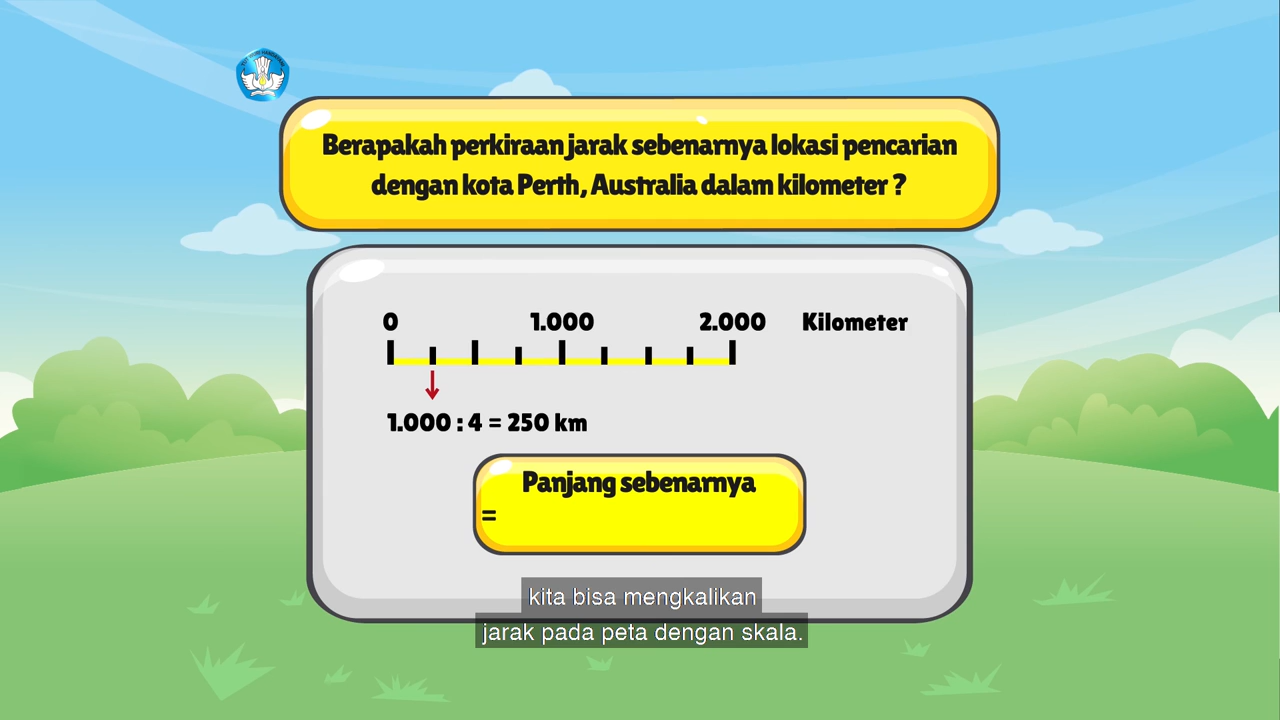 Berapakah perkiraan jarak sebenarnya lokasi pencarian
dengan kota Perth, Australia dalam kilometer ?
0 1.000 2.000 Kilometer
1.000 : 4 = 250 km
Panjang sebenarnya
=
kita bisa mengkalikan
jarak pada peta dengan skala.